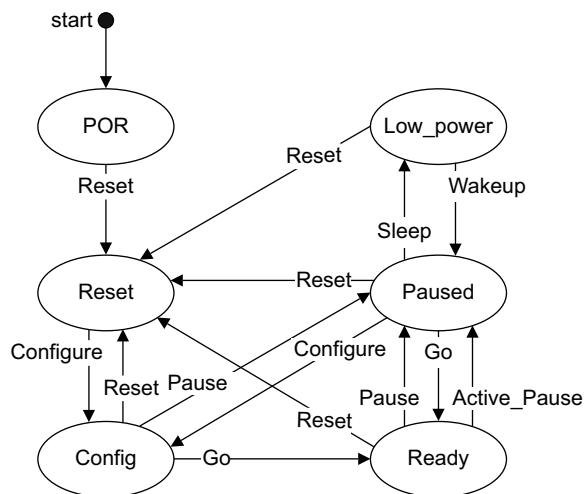 start
POR
Low_power
Reset
Reset
Wakeup
Sleep
Reset
Reset
Paused
Configure
Configure
Go
Reset
Pause
Reset
Pause
Active_Pause
Config
Go
Ready